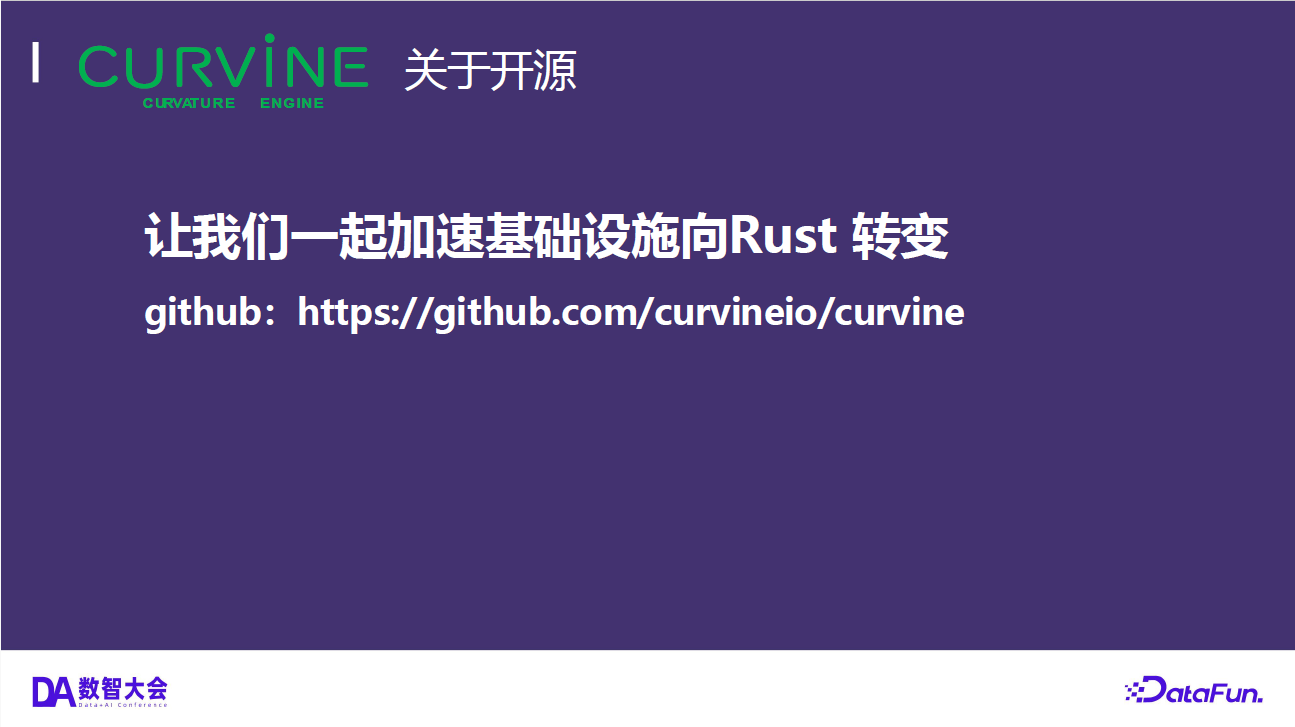 CURVINE 关于开源
CURVATURE ENGINE
让我们一起加速基础设施向Rust 转变
github：https://github.com/curvineio/curvine
DA 数智大会
Data+AI Conference
DataFun.